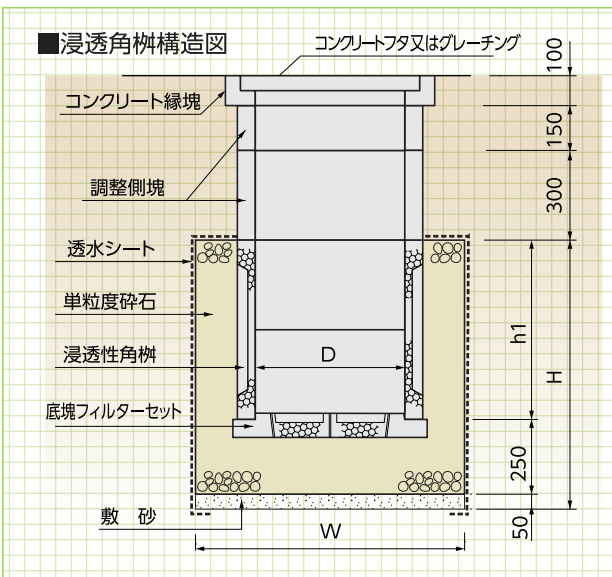 ■浸透角桝構造図
コンクリートフタ又はグレーチング
コンクリート縁塊
調整側塊
透水シート
単粒度砕石
浸透性角桝
底塊フィルターセット
敷 砂
100
150
300
h1
H
250
50
D
W